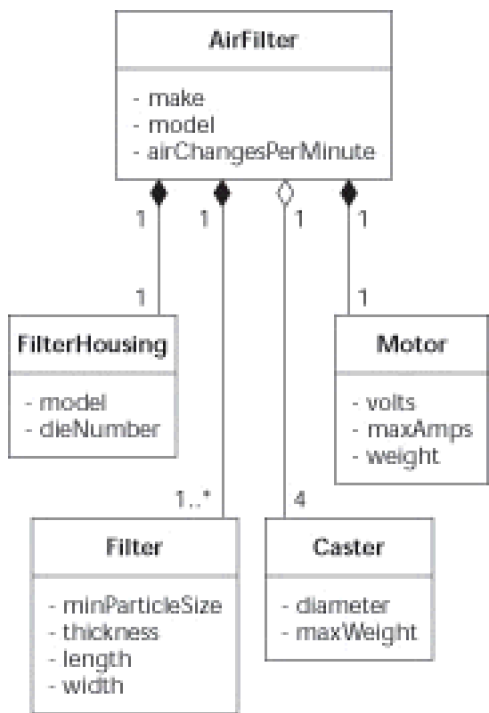 AirFilter
- make
- model
- airChangesPerMinute
1 1 1 1
1 1
FilterHousing
- model
- dieNumber
Motor
- volts
- maxAmps
- weight
1..* 4
Filter
- minParticleSize
- thickness
- length
- width
Caster
- diameter
- maxWeight